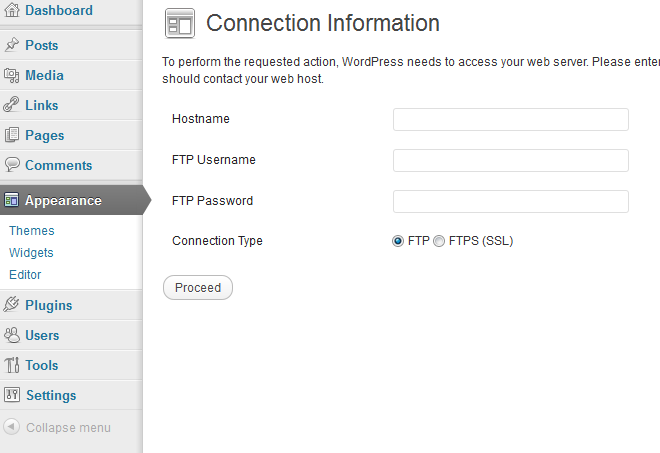 Dashboard
Posts
Media
Links
Pages
Comments
Appearance
Themes
Widgets
Editor
Plugins
Users
Tools
Settings
Collapse menu
Connection Information
To perform the requested action, WordPress needs to access your web server. Please enter
should contact your web host.
Hostname
FTP Username
FTP Password
Connection Type FTP FTPS (SSL)
Proceed